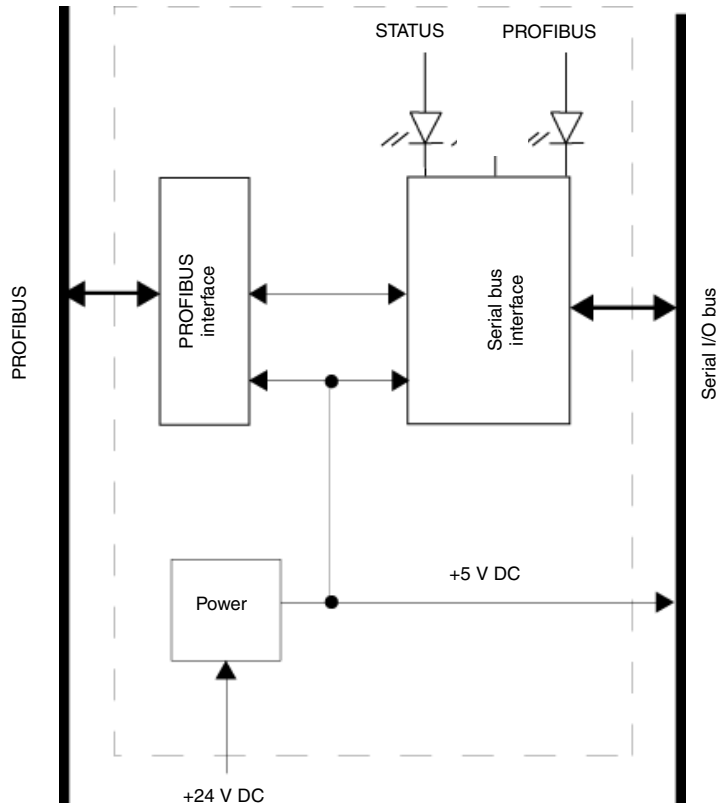 STATUS
PROFIBUS
PROFIBUS
PROFIBUS
interface
Serial bus
interface
Serial I/O bus
Power
+5 V DC
+24 V DC